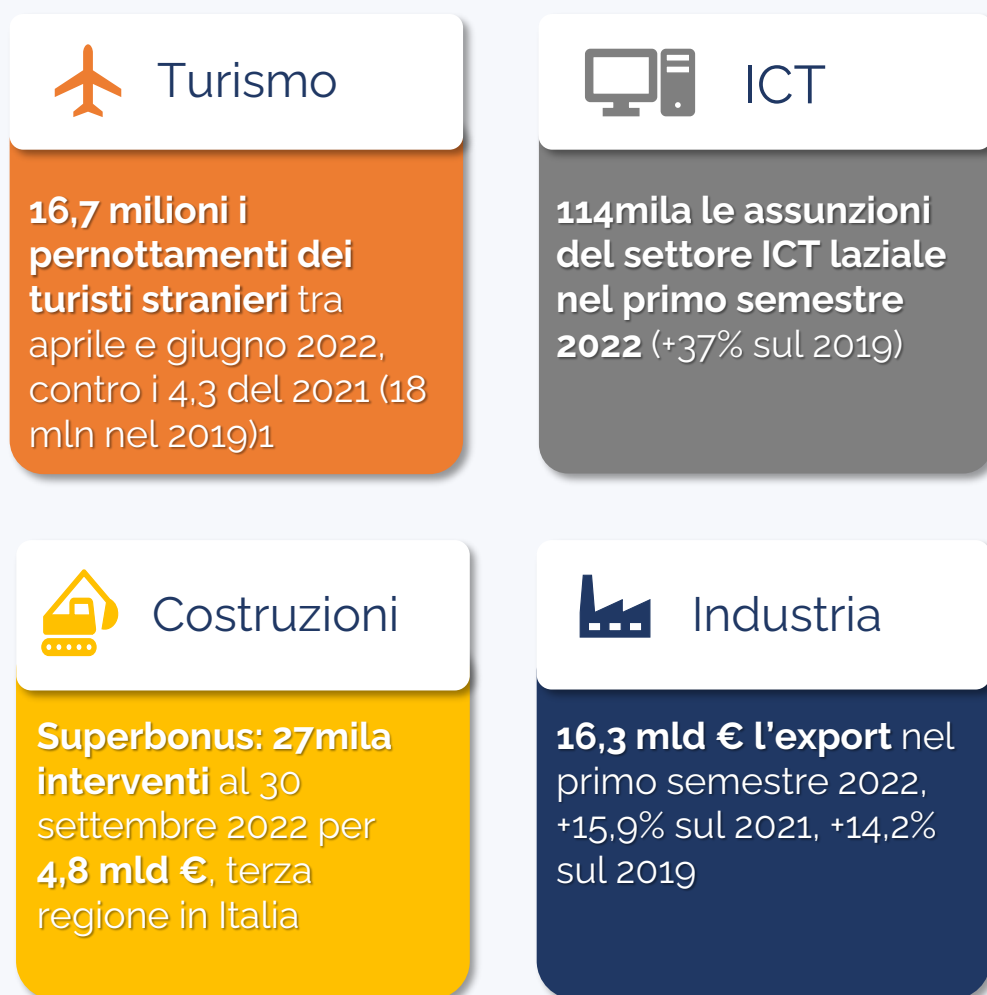 Turismo
16,7 milioni i
pernottamenti dei
turisti stranieri tra
aprile e giugno 2022,
contro i 4,3 del 2021 (18
mln nel 2019)1
ICT
114mila le assunzioni
del settore ICT laziale
nel primo semestre
2022 (+37% sul 2019)
Costruzioni
Superbonus: 27mila
interventi al 30
settembre 2022 per
4,8 mld €, terza
regione in Italia
Industria
16,3 mld € l'export nel
primo semestre 2022,
+15,9% sul 2021, +14,2%
sul 2019